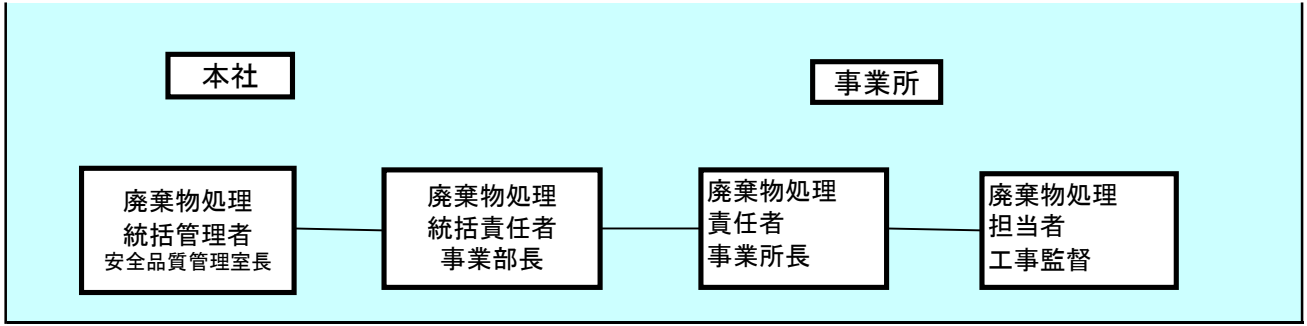 本社
事業所
廃棄物処理
統括管理者
安全品質管理室長
廃棄物処理
統括責任者
事業部長
廃棄物処理
責任者
事業所長
廃棄物処理
担当者
工事監督